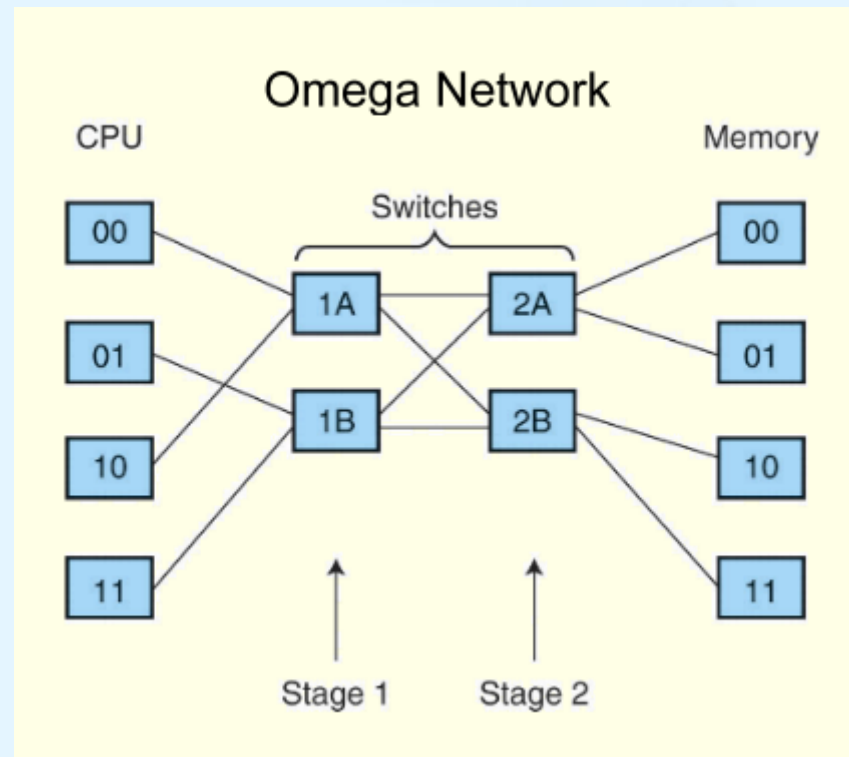 Omega Network
CPU
Memory
Switches
00
00
1A
2A
01
01
1B
2B
10
10
11
11
Stage 1
Stage 2